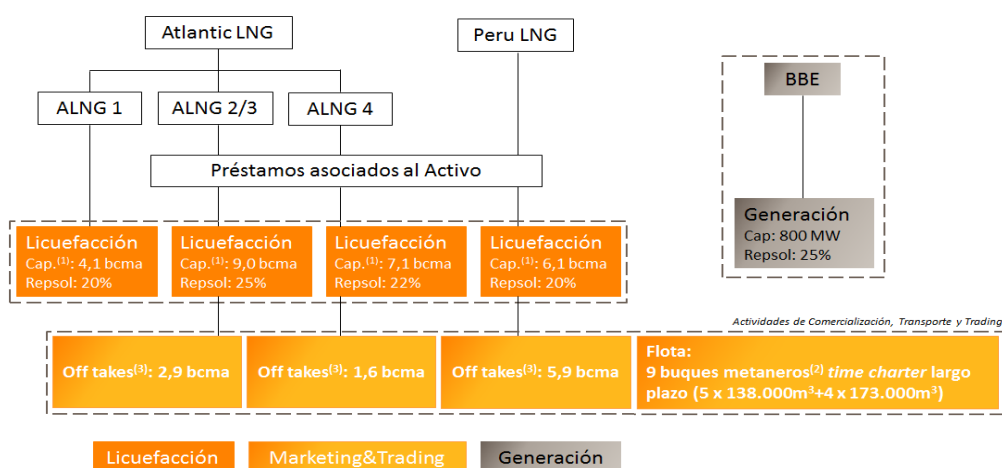 Atlantic LNG
Peru LNG
BBE
ALNG 1
ALNG 2/3
ALNG 4
Préstamos asociados al Activo
Licuefacción
Cap.(1): 4,1 bcma
Repsol: 20%
Licuefacción
Cap.(1): 9,0 bcma
Repsol: 25%
Licuefacción
Cap.(1): 7,1 bcma
Repsol: 22%
Licuefacción
Cap.(1): 6,1 bcma
Repsol: 20%
Generación
Cap: 800 MW
Repsol: 25%
Actividades de Comercialización, Transporte y Trading
Off takes(3): 2,9 bcma
Off takes(3): 1,6 bcma
Off takes(3): 5,9 bcma
Flota:
9 buques metaneros(2) time charter largo
plazo (5 x 138.000m3+4 x 173.000m3)
Licuefacción
Marketing&Trading
Generación